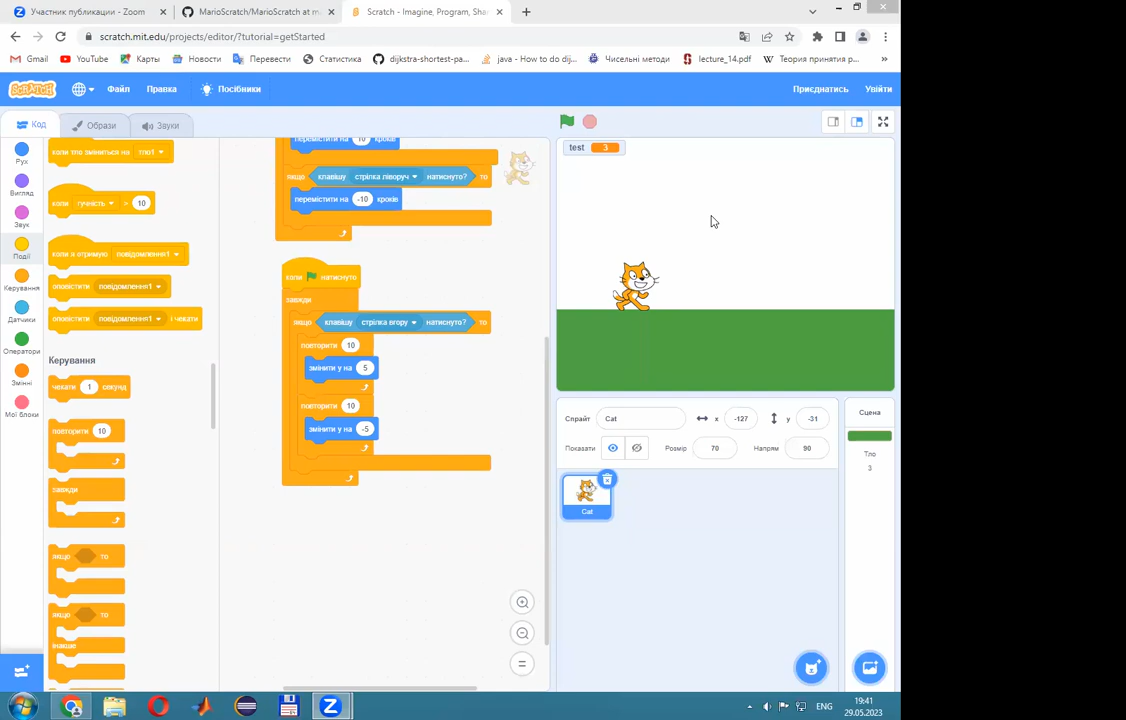 Участник публикации - Zoom
MarioScratch/MarioScratch at m
Scratch - Imagine, Program, Shar
scratch.mit.edu/projects/editor/?tutorial=getStarted
Gmail
YouTube
Карты
Новости
Перевести
Статистика
dijkstra-shortest-pa...
java - How to do dij...
Чисельні методи
lecture_14.pdf
Теория принятия р...
»
SCRATCH
Файл
Правка
Посібники
Приєднатись
Увійти
Код
Образи
Звуки
Рух
Вигляд
Звук
Події
Керування
Датчики
Оператори
Змінні
Мої блоки
коли тло зміниться на тло1
коли гучність > 10
коли я отримую повідомлення1
оповістити повідомлення1
оповістити повідомлення1 і чекати
Керування
чекати 1 секунд
повторити 10
завжди
якщо то
якщо то
інакше
перемістити на 10 кроків
якщо клавішу стрілка ліворуч натиснуто? то
перемістити на -10 кроків
коли натиснуто
завжди
якщо клавішу стрілка вгору натиснуто? то
повторити 10
змінити y на 5
повторити 10
змінити y на -5
test 3
Спрайт Cat x -127 y -31
Показати Розмір 70 Напрям 90
Cat
Сцена
Тло
3
ENG
19:41
29.05.2023